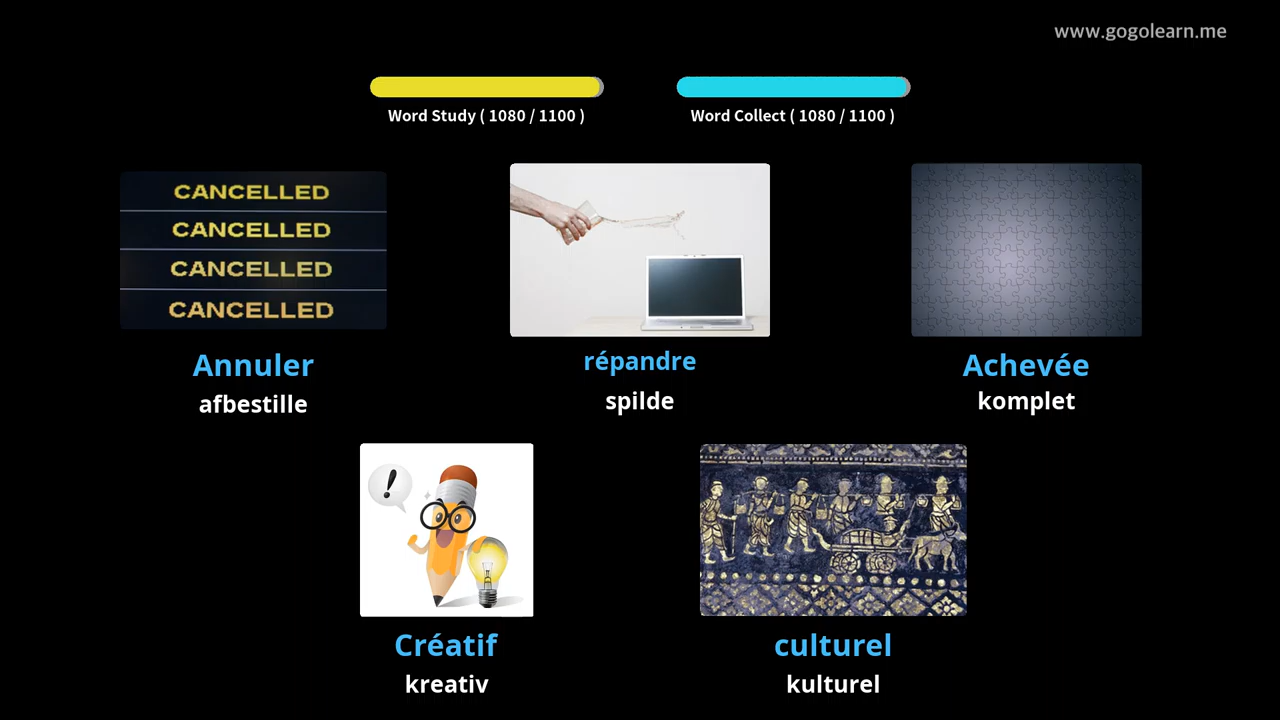 www.gogolearn.me
Word Study ( 1080 / 1100 )
Word Collect ( 1080 / 1100 )
CANCELLED
CANCELLED
CANCELLED
CANCELLED
Annuler
afbestille
répandre
spilde
Achevée
komplet
!
Créatif
kreativ
culturel
kulturel